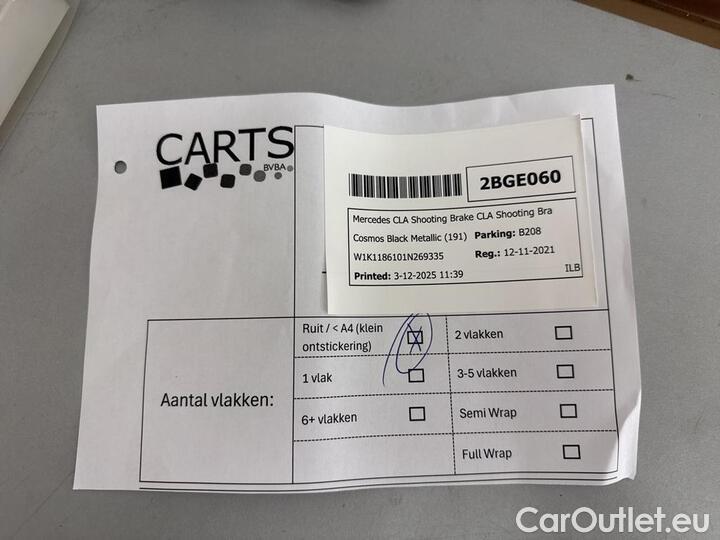 CARTS
BVBA
2BGE060
Mercedes CLA Shooting Brake CLA Shooting Bra
Cosmos Black Metallic (191) Parking: B208
W1K1186101N269335 Reg.: 12-11-2021
Printed: 3-12-2025 11:39
ILB
Aantal vlakken:
Ruit / < A4 (klein
ontstickering)
2 vlakken
1 vlak
3-5 vlakken
6+ vlakken
Semi Wrap
Full Wrap
CarOutlet.eu